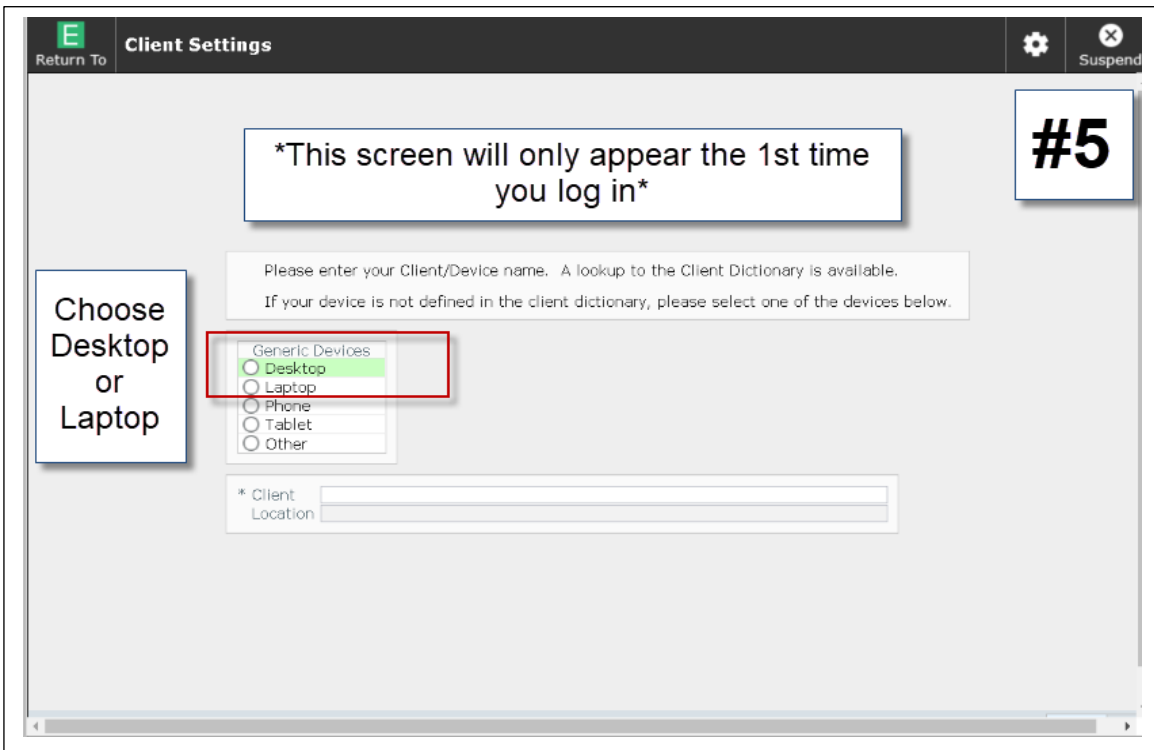 E
Return To
Client Settings
Suspend
#5
*This screen will only appear the 1st time
you log in*
Please enter your Client/Device name. A lookup to the Client Dictionary is available.
If your device is not defined in the client dictionary, please select one of the devices below.
Choose
Desktop
or
Laptop
Generic Devices
Desktop
Laptop
Phone
Tablet
Other
* Client
Location